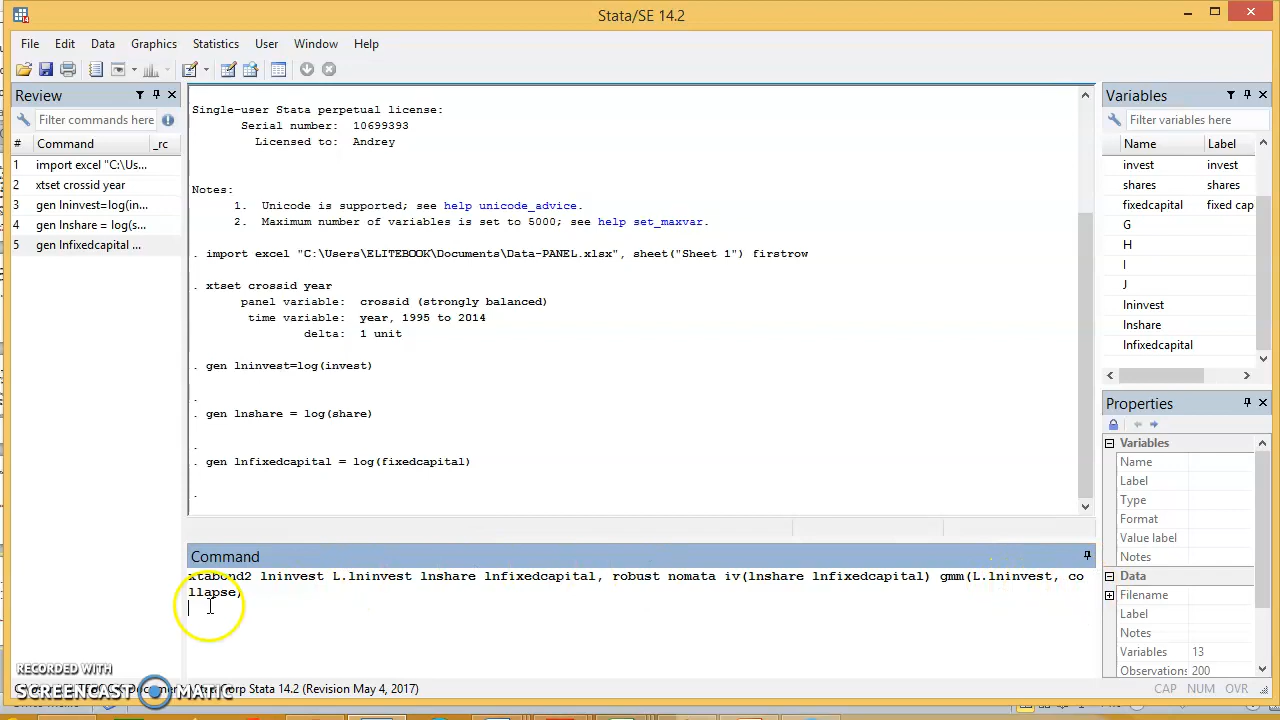 Stata/SE 14.2
File Edit Data Graphics Statistics User Window Help
Review
Filter commands here
# Command _rc
1 import excel "C:\Us...
2 xtset crossid year
3 gen lninvest=log(in...
4 gen lnshare = log(s...
5 gen lnfixedcapital ...
Single-user Stata perpetual license:
Serial number: 10699393
Licensed to: Andrey
Notes:
1. Unicode is supported; see help unicode_advice.
2. Maximum number of variables is set to 5000; see help set_maxvar.
. import excel "C:\Users\ELITEBOOK\Documents\Data-PANEL.xlsx", sheet("Sheet 1") firstrow
. xtset crossid year
panel variable: crossid (strongly balanced)
time variable: year, 1995 to 2014
delta: 1 unit
. gen lninvest=log(invest)
.
. gen lnshare = log(share)
.
. gen lnfixedcapital = log(fixedcapital)
.
Command
xtabond2 lninvest L.lninvest lnshare lnfixedcapital, robust nomata iv(lnshare lnfixedcapital) gmm(L.lninvest, co
llapse)
Variables
Filter variables here
Name Label
invest invest
shares shares
fixedcapital fixed cap
G
H
I
J
lninvest
lnshare
lnfixedcapital
Properties
Variables
Name
Label
Type
Format
Value label
Notes
Data
Filename
Label
Notes
Variables 13
Observations 200
RECORDED WITH
SCREENCAST MATIC
Corp Stata 14.2 (Revision May 4, 2017)
CAP NUM OVR